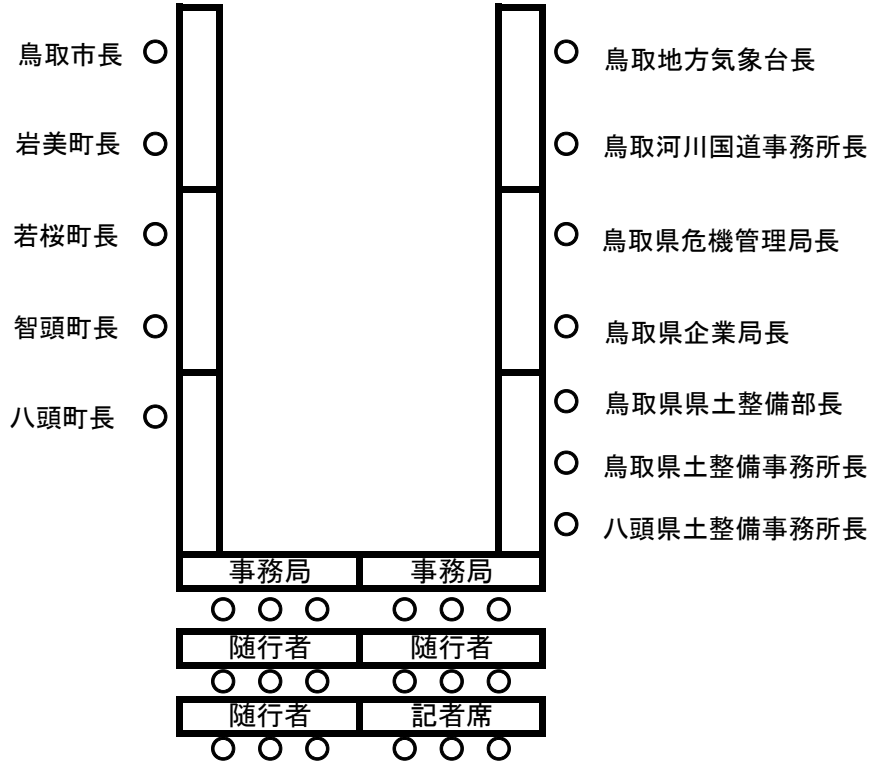 鳥取市長
岩美町長
若桜町長
智頭町長
八頭町長
鳥取地方気象台長
鳥取河川国道事務所長
鳥取県危機管理局長
鳥取県企業局長
鳥取県県土整備部長
鳥取県土整備事務所長
八頭県土整備事務所長
事務局 事務局
随行者 随行者
随行者 記者席